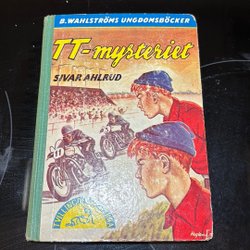 B. WAHLSTRÖMS UNGDOMSBÖCKER
TT-mysteriet
SIVAR AHLRUD